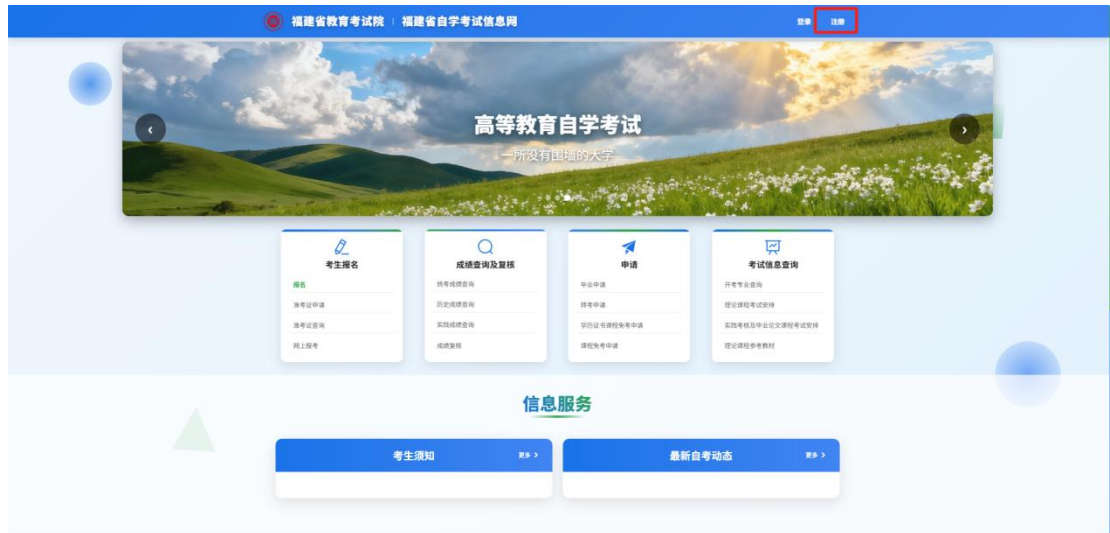 福建省教育考试院 | 福建省自学考试信息网
登录 注册
高等教育自学考试
一所没有围墙的大学
考生报名
报名
准考证申请
准考证查询
网上报考
成绩查询及复核
统考成绩查询
历史成绩查询
实践成绩查询
成绩复核
申请
毕业申请
转考申请
学历证书课程免考申请
课程免考申请
考试信息查询
开考专业查询
理论课程考试安排
实践考核及毕业论文课程考试安排
理论课程参考教材
信息服务
考生须知 更多 >
最新自考动态 更多 >